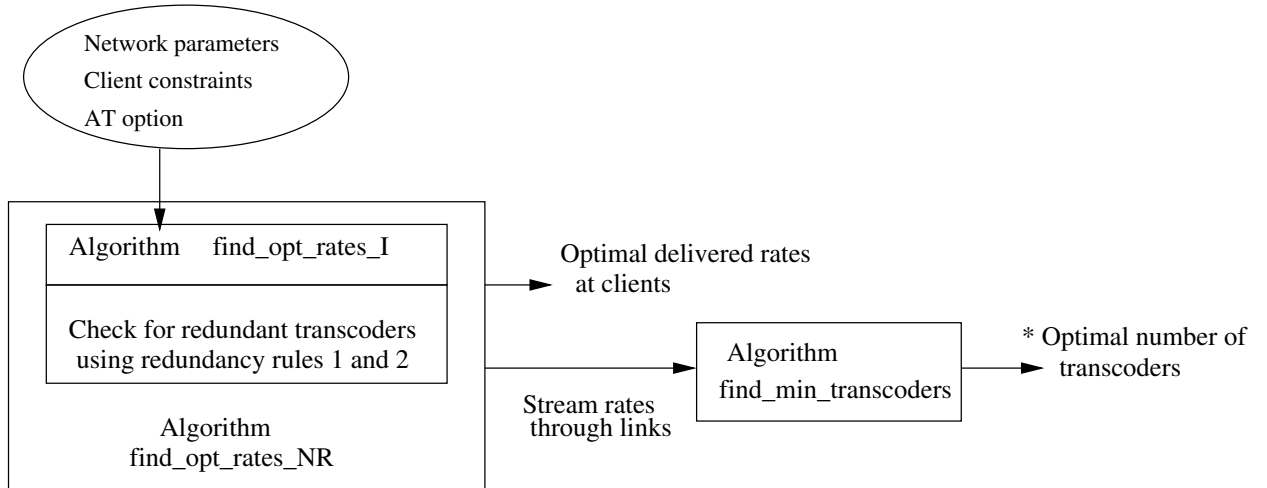 Network parameters
Client constraints
AT option
Algorithm find_opt_rates_I
Check for redundant transcoders
using redundancy rules 1 and 2
Algorithm
find_opt_rates_NR
Optimal delivered rates
at clients
Stream rates
through links
Algorithm
find_min_transcoders
* Optimal number of
transcoders